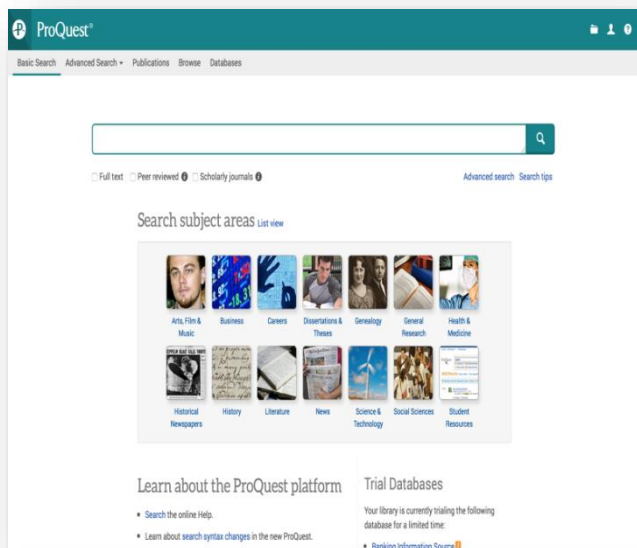 ProQuest®
Basic Search Advanced Search Publications Browse Databases
Full text Peer reviewed Scholarly journals
Advanced search Search tips
Search subject areas List view
Arts, Film & Music
Business
Careers
Dissertations & Theses
Genealogy
General Research
Health & Medicine
Historical Newspapers
History
Literature
News
Science & Technology
Social Sciences
Student Resources
Learn about the ProQuest platform
Search the online Help.
Learn about search syntax changes in the new ProQuest.
Trial Databases
Your library is currently trialing the following
database for a limited time:
Banking Information Source